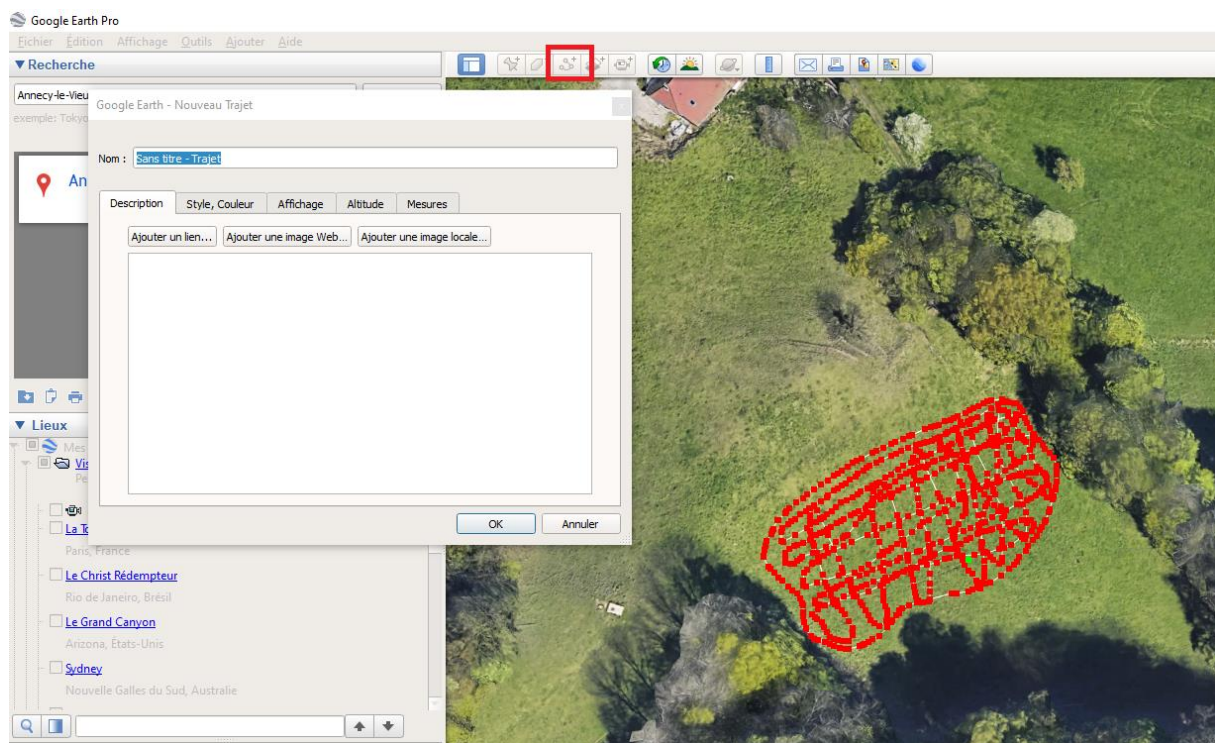 Google Earth Pro
Eichier Édition Affichage Outils Ajouter Aide
Recherche
Annecy-le-Vieu
exemple: Tokyo
An
Google Earth - Nouveau Trajet
Nom : Sans titre - Trajet
Description Style, Couleur Affichage Altitude Mesures
Ajouter un lien... Ajouter une image Web... Ajouter une image locale...
OK Annuler
Lieux
Mes
Vis
Pe
La To
Paris, France
Le Christ Rédempteur
Rio de Janeiro, Brésil
Le Grand Canyon
Arizona, États-Unis
Sydney
Nouvelle Galles du Sud, Australie